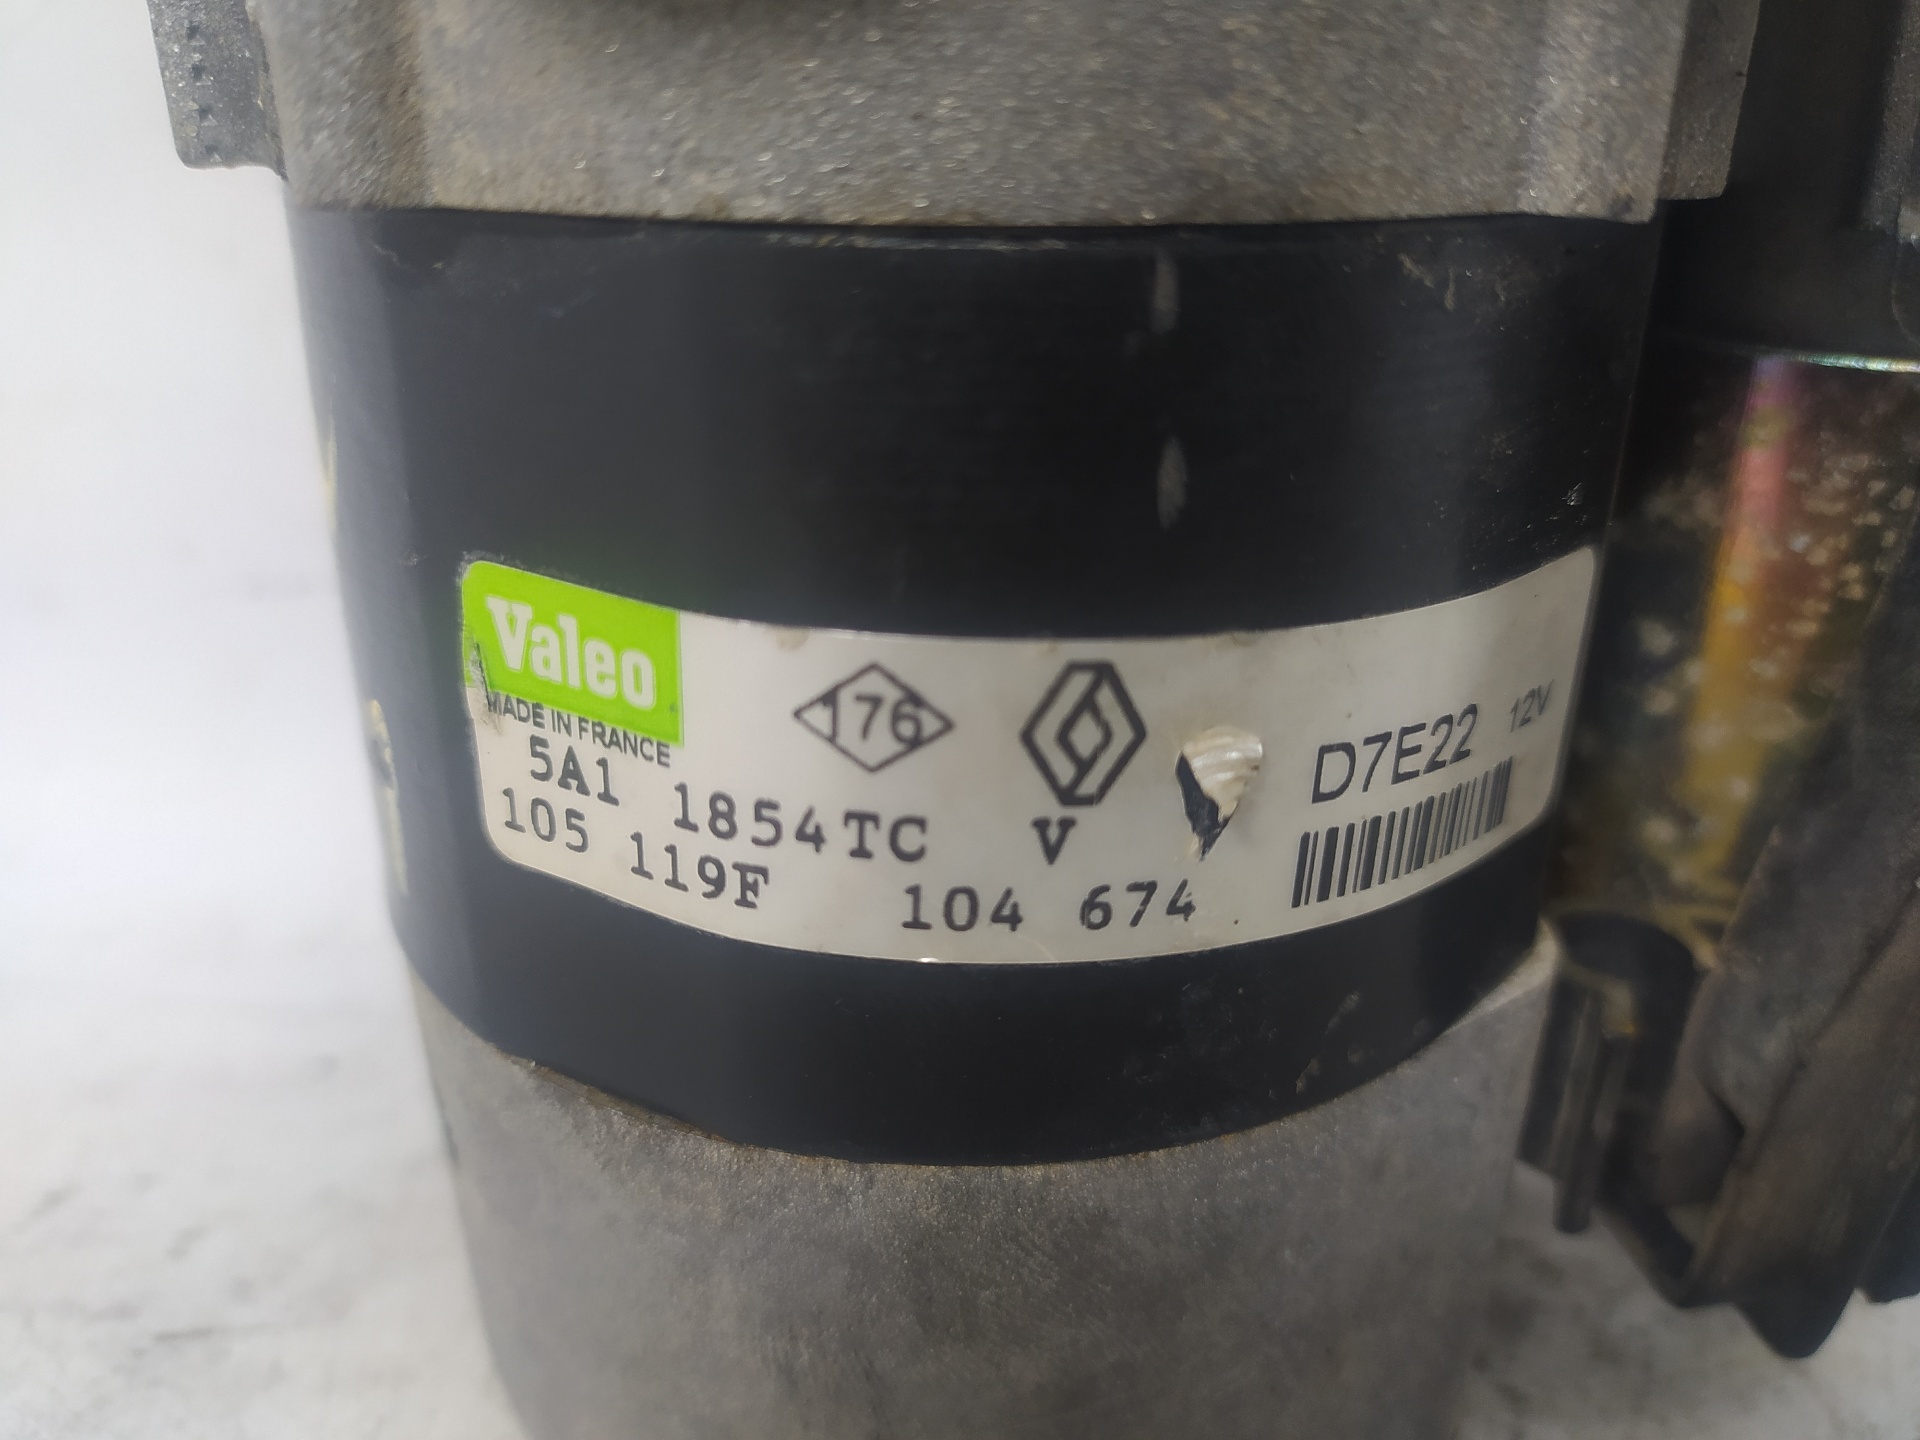 Valeo
MADE IN FRANCE
176
D7E22 12V
5A1 1854TC V
105 119F 104 674